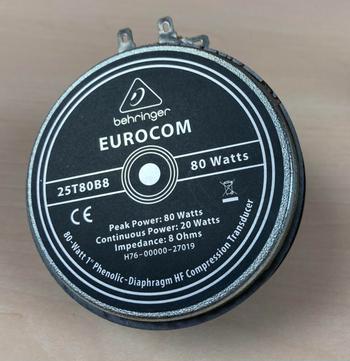 behringer
EUROCOM
25T80B8
80 Watts
CE
Peak Power: 80 Watts
Continuous Power: 20 Watts
Impedance: 8 Ohms
H76-00000-27019
80-Watt 1" Phenolic-Diaphragm HF Compression Transducer